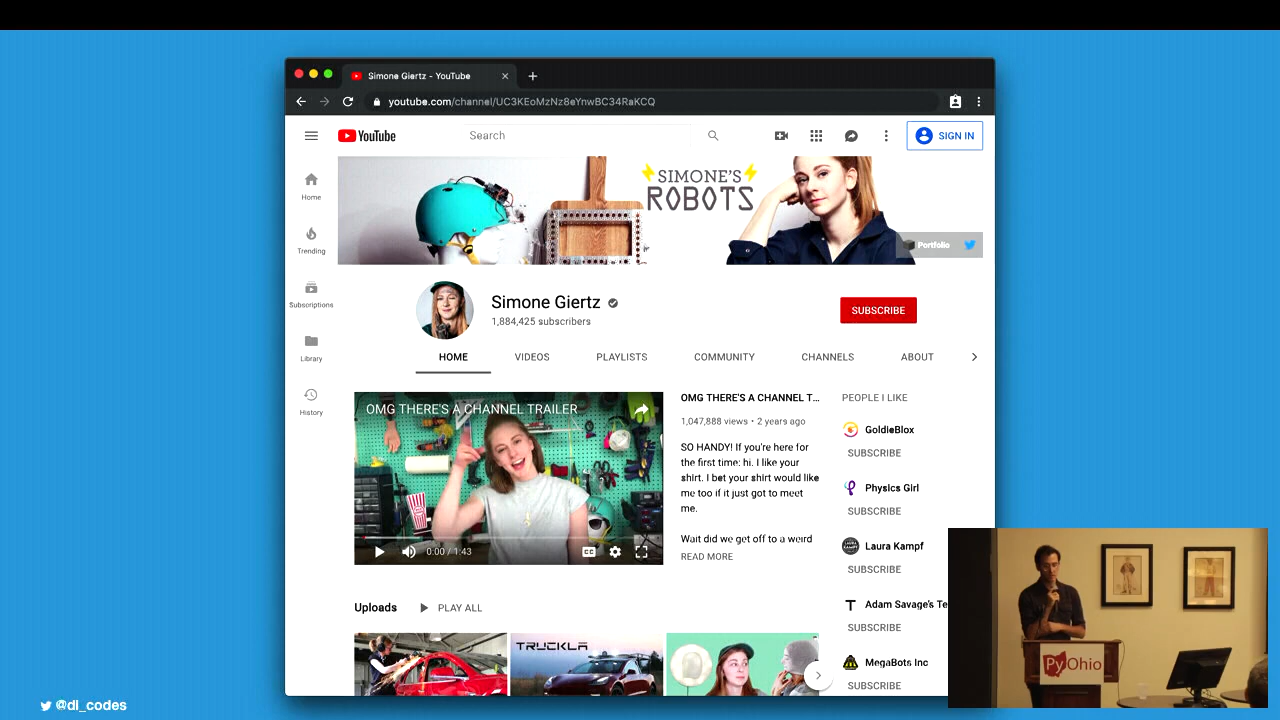 Simone Giertz - YouTube
youtube.com/channel/UC3KEoMzNz8eYnwBC34RaKCQ
YouTube
Search
SIGN IN
Home
Trending
Subscriptions
Library
History
SIMONE'S
ROBOTS
Portfolio
Simone Giertz
1,884,425 subscribers
SUBSCRIBE
HOME VIDEOS PLAYLISTS COMMUNITY CHANNELS ABOUT
OMG THERE'S A CHANNEL TRAILER
0:00 / 1:43
CC
OMG THERE'S A CHANNEL T...
1,047,888 views • 2 years ago
SO HANDY! If you're here for
the first time: hi. I like your
shirt. I bet your shirt would like
me too if it just got to meet
me.
Wait did we get off to a weird
READ MORE
PEOPLE I LIKE
GoldieBlox
SUBSCRIBE
Physics Girl
SUBSCRIBE
Laura Kampf
SUBSCRIBE
Adam Savage's Te
SUBSCRIBE
MegaBots Inc
SUBSCRIBE
Uploads PLAY ALL
TRUCKLA
PyOhio
@di_codes